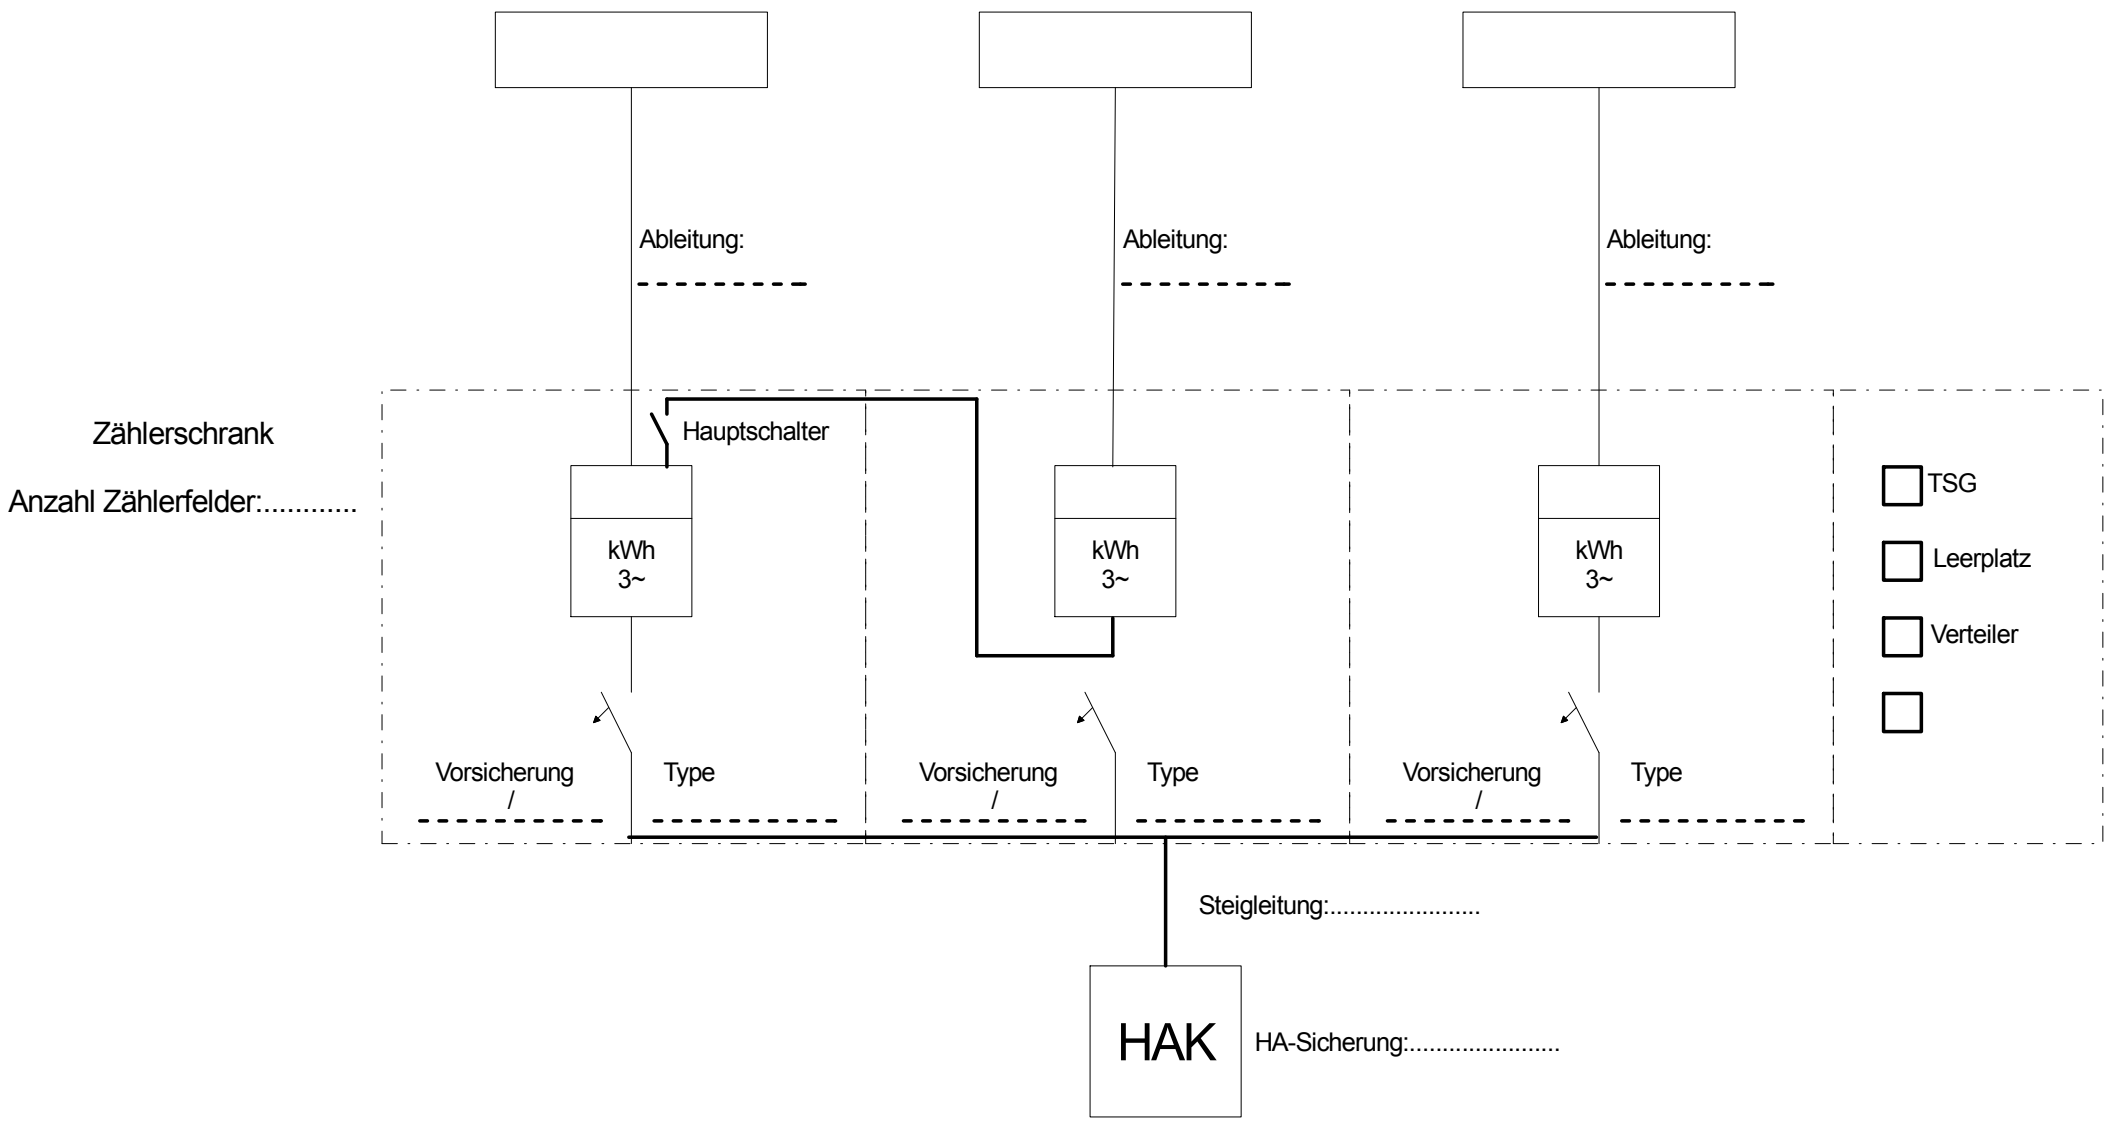 Ableitung:
Ableitung:
Ableitung:
Zählerschrank
Hauptschalter
Anzahl Zählerfelder:.............
TSG
kWh
3~
kWh
3~
kWh
3~
Leerplatz
Verteiler
Vorsicherung
/
Type
Vorsicherung
/
Type
Vorsicherung
/
Type
Steigleitung:.......................
HAK
HA-Sicherung:.......................